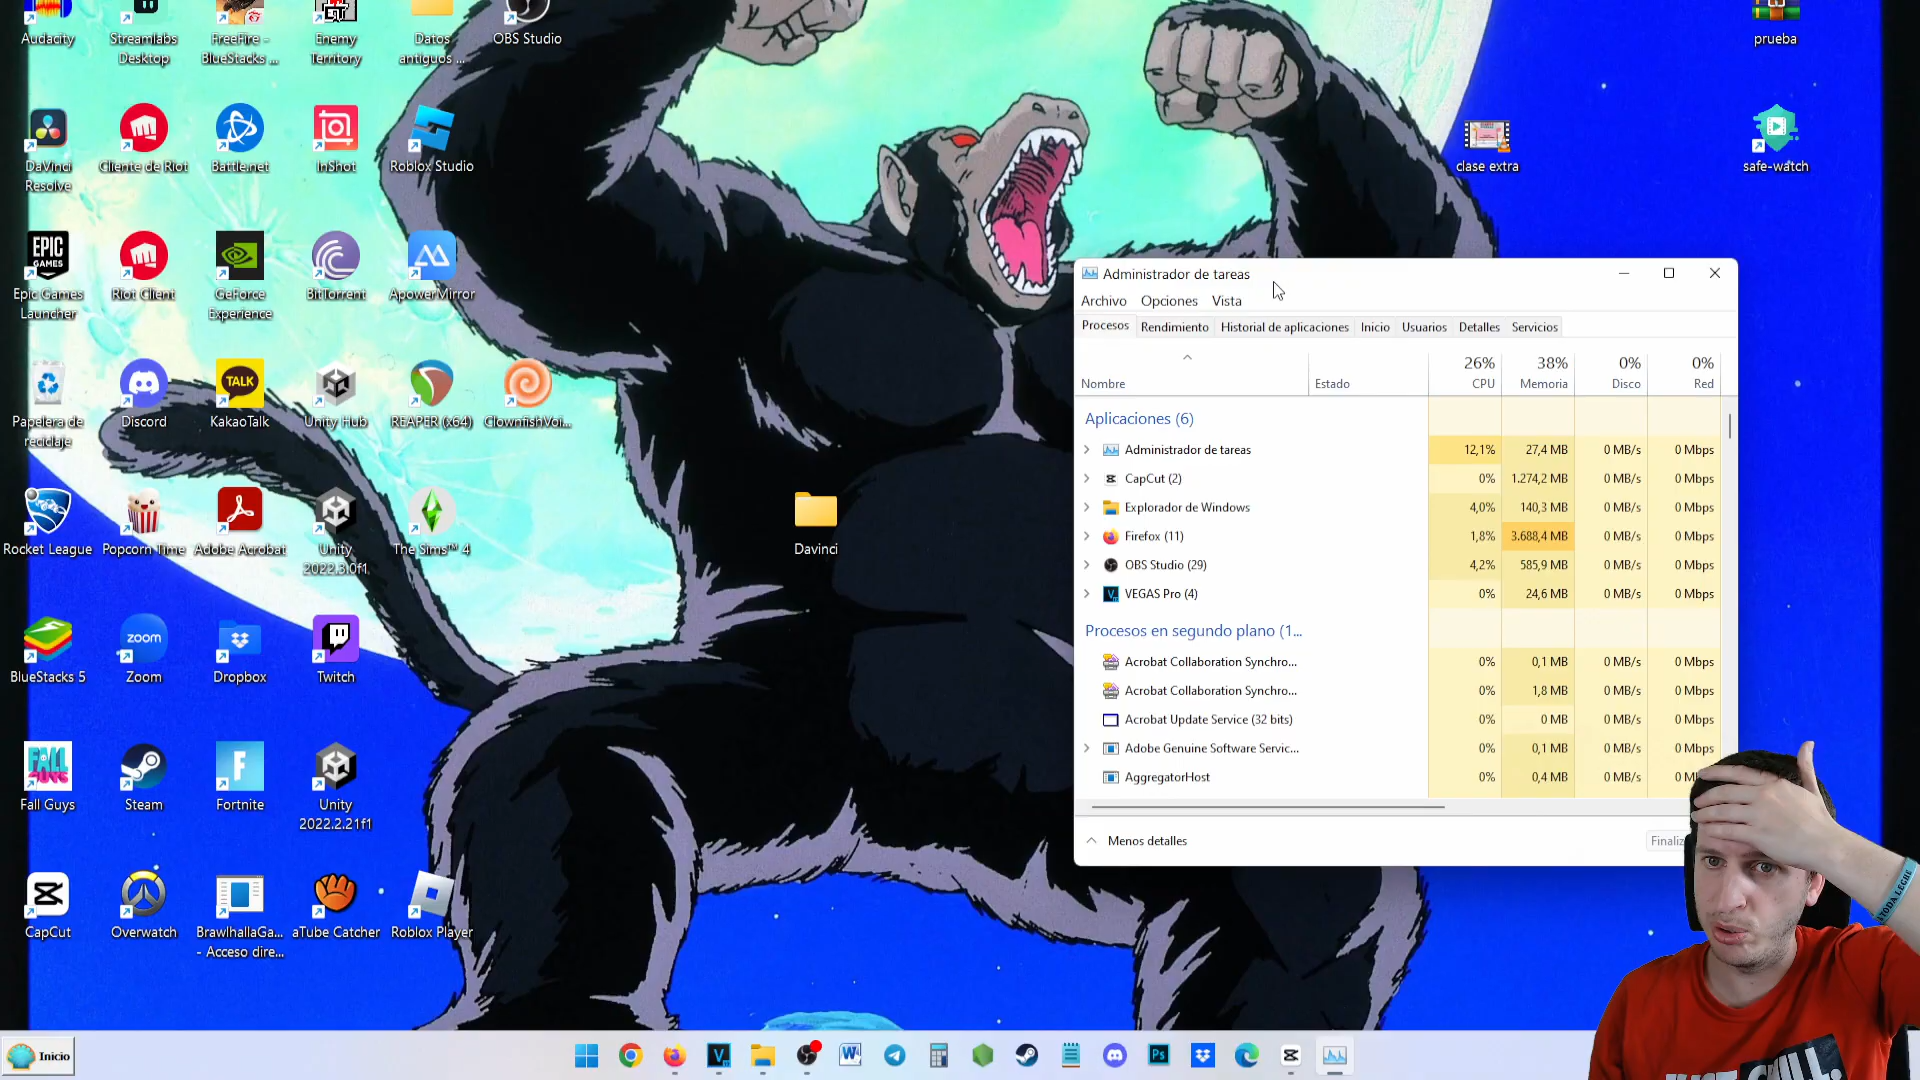 Audacity
Streamlabs
Desktop
FreeFire -
BlueStacks ...
Enemy
Territory
Datos
antiguos ...
OBS Studio
prueba
DaVinci
Resolve
Cliente de Riot
Battle.net
InShot
Roblox Studio
clase extra
safe-watch
EPIC
GAMES
Epic Games
Launcher
Riot Client
GeForce
Experience
BitTorrent
ApowerMirror
Papelera de
reciclaje
Discord
TALK
KakaoTalk
Unity Hub
REAPER (x64)
ClownfishVoi...
Rocket League
Popcorn Time
Adobe Acrobat
Unity
2022.3.0f1
The Sims™ 4
Davinci
BlueStacks 5
zoom
Zoom
Dropbox
Twitch
FALL
GUYS
Fall Guys
Steam
F
Fortnite
Unity
2022.2.21f1
CapCut
Overwatch
BrawlhallaGa...
- Acceso dire...
aTube Catcher
Roblox Player
Administrador de tareas
Archivo Opciones Vista
Procesos Rendimiento Historial de aplicaciones Inicio Usuarios Detalles Servicios
26% 38% 0% 0%
Nombre Estado CPU Memoria Disco Red
Aplicaciones (6)
Administrador de tareas 12,1% 27,4 MB 0 MB/s 0 Mbps
CapCut (2) 0% 1.274,2 MB 0 MB/s 0 Mbps
Explorador de Windows 4,0% 140,3 MB 0 MB/s 0 Mbps
Firefox (11) 1,8% 3.688,4 MB 0 MB/s 0 Mbps
OBS Studio (29) 4,2% 585,9 MB 0 MB/s 0 Mbps
VEGAS Pro (4) 0% 24,6 MB 0 MB/s 0 Mbps
Procesos en segundo plano (1...
Acrobat Collaboration Synchro... 0% 0,1 MB 0 MB/s 0 Mbps
Acrobat Collaboration Synchro... 0% 1,8 MB 0 MB/s 0 Mbps
Acrobat Update Service (32 bits) 0% 0 MB 0 MB/s 0 Mbps
Adobe Genuine Software Servic... 0% 0,1 MB 0 MB/s 0 Mbps
AggregatorHost 0% 0,4 MB 0 MB/s
Menos detalles
Finaliz
Inicio
V
W
Ps
CHILL.